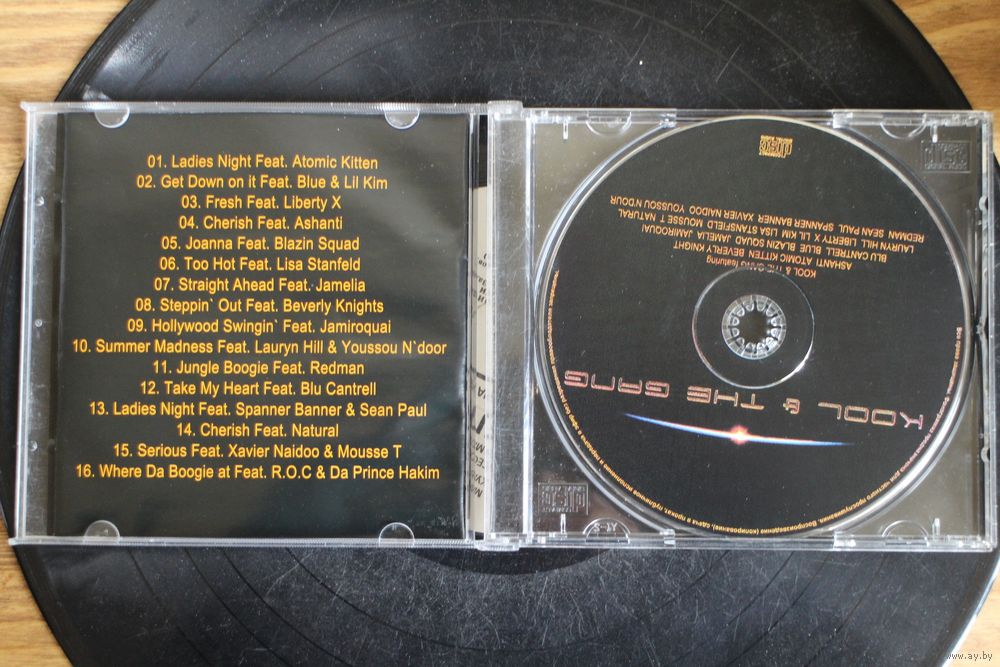 01. Ladies Night Feat. Atomic Kitten
02. Get Down on it Feat. Blue & Lil Kim
03. Fresh Feat. Liberty X
04. Cherish Feat. Ashanti
05. Joanna Feat. Blazin Squad
06. Too Hot Feat. Lisa Stanfeld
07. Straight Ahead Feat. Jamelia
08. Steppin` Out Feat. Beverly Knights
09. Hollywood Swingin` Feat. Jamiroquai
10. Summer Madness Feat. Lauryn Hill & Youssou N`door
11. Jungle Boogie Feat. Redman
12. Take My Heart Feat. Blu Cantrell
13. Ladies Night Feat. Spanner Banner & Sean Paul
14. Cherish Feat. Natural
15. Serious Feat. Xavier Naidoo & Mousse T
16. Where Da Boogie at Feat. R.O.C & Da Prince Hakim
KOOL & THE GANG
KOOL & THE GANG featuring
ASHANTI ATOMIC KITTEN BEVERLY KNIGHT
BLU CANTRELL BLUE BLAZIN SQUAD JAMELIA JAMIROQUAI
LAURYN HILL LIBERTY X LIL KIM LISA STANSFIELD MOUSSE T NATURAL
REDMAN SEAN PAUL SPANNER BANNER XAVIER NAIDOO YOUSSOU N'DOUR
COMPACT
disc
DIGITAL AUDIO
www.ay.by